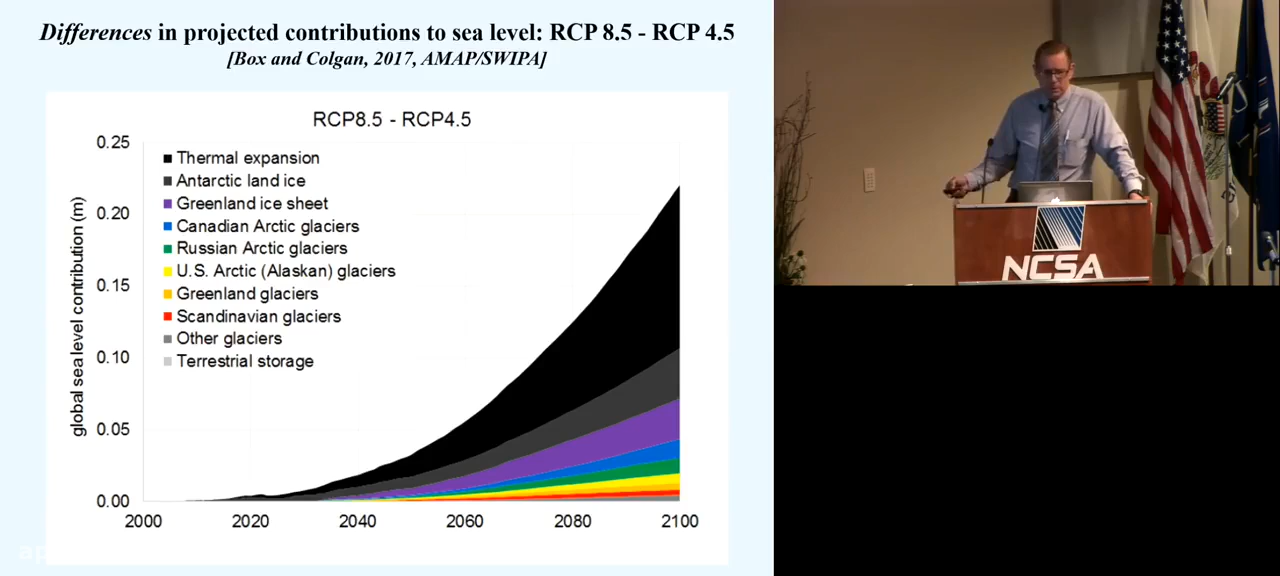 Differences in projected contributions to sea level: RCP 8.5 - RCP 4.5
[Box and Colgan, 2017, AMAP/SWIPA]
RCP8.5 - RCP4.5
global sea level contribution (m)
0.25
0.20
0.15
0.10
0.05
0.00
Thermal expansion
Antarctic land ice
Greenland ice sheet
Canadian Arctic glaciers
Russian Arctic glaciers
U.S. Arctic (Alaskan) glaciers
Greenland glaciers
Scandinavian glaciers
Other glaciers
Terrestrial storage
2000 2020 2040 2060 2080 2100
NCSA